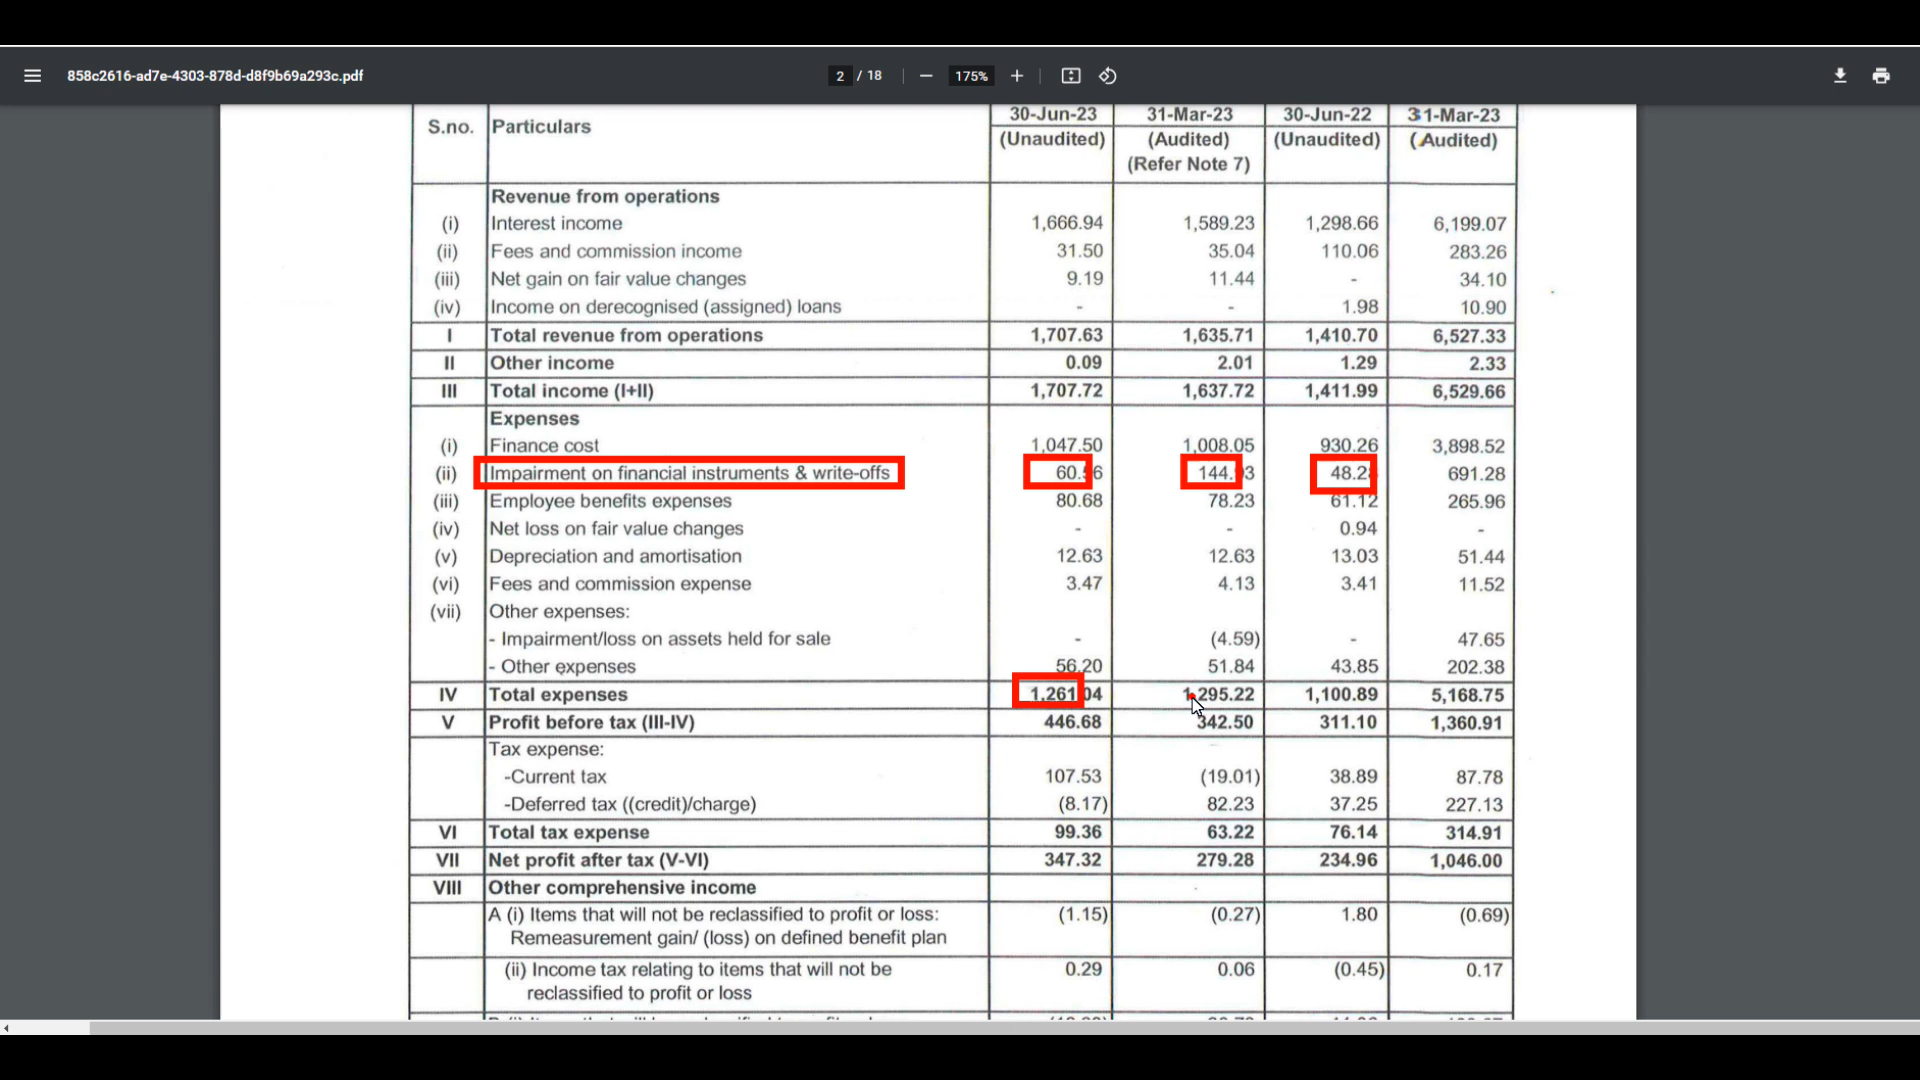 858c2616-ad7e-4303-878d-d8f9b69a293c.pdf 2 / 18 175%
S.no. Particulars 30-Jun-23 31-Mar-23 30-Jun-22 31-Mar-23
(Unaudited) (Audited) (Unaudited) (Audited)
(Refer Note 7)
Revenue from operations
(i) Interest income 1,666.94 1,589.23 1,298.66 6,199.07
(ii) Fees and commission income 31.50 35.04 110.06 283.26
(iii) Net gain on fair value changes 9.19 11.44 - 34.10
(iv) Income on derecognised (assigned) loans - - 1.98 10.90
I Total revenue from operations 1,707.63 1,635.71 1,410.70 6,527.33
II Other income 0.09 2.01 1.29 2.33
III Total income (I+II) 1,707.72 1,637.72 1,411.99 6,529.66
Expenses
(i) Finance cost 1,047.50 1,008.05 930.26 3,898.52
(ii) Impairment on financial instruments & write-offs 60.56 144.93 48.28 691.28
(iii) Employee benefits expenses 80.68 78.23 61.12 265.96
(iv) Net loss on fair value changes - - 0.94 -
(v) Depreciation and amortisation 12.63 12.63 13.03 51.44
(vi) Fees and commission expense 3.47 4.13 3.41 11.52
(vii) Other expenses:
- Impairment/loss on assets held for sale - (4.59) - 47.65
- Other expenses 56.20 51.84 43.85 202.38
IV Total expenses 1,261.04 1,295.22 1,100.89 5,168.75
V Profit before tax (III-IV) 446.68 342.50 311.10 1,360.91
Tax expense:
-Current tax 107.53 (19.01) 38.89 87.78
-Deferred tax ((credit)/charge) (8.17) 82.23 37.25 227.13
VI Total tax expense 99.36 63.22 76.14 314.91
VII Net profit after tax (V-VI) 347.32 279.28 234.96 1,046.00
VIII Other comprehensive income
A (i) Items that will not be reclassified to profit or loss: (1.15) (0.27) 1.80 (0.69)
Remeasurement gain/ (loss) on defined benefit plan
(ii) Income tax relating to items that will not be 0.29 0.06 (0.45) 0.17
reclassified to profit or loss